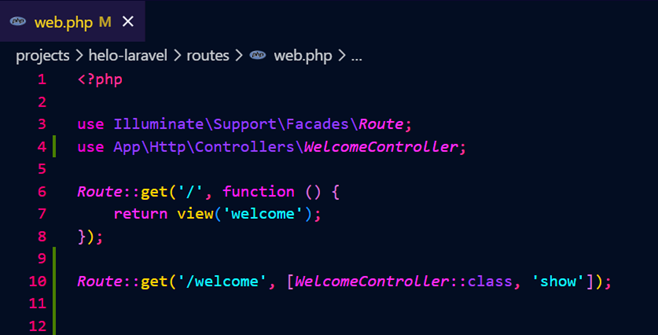 web.php M ×
projects > helo-laravel > routes > web.php > ...
1 <?php
2
3 use Illuminate\Support\Facades\Route;
4 use App\Http\Controllers\WelcomeController;
5
6 Route::get('/', function () {
7     return view('welcome');
8 });
9
10 Route::get('/welcome', [WelcomeController::class, 'show']);
11
12